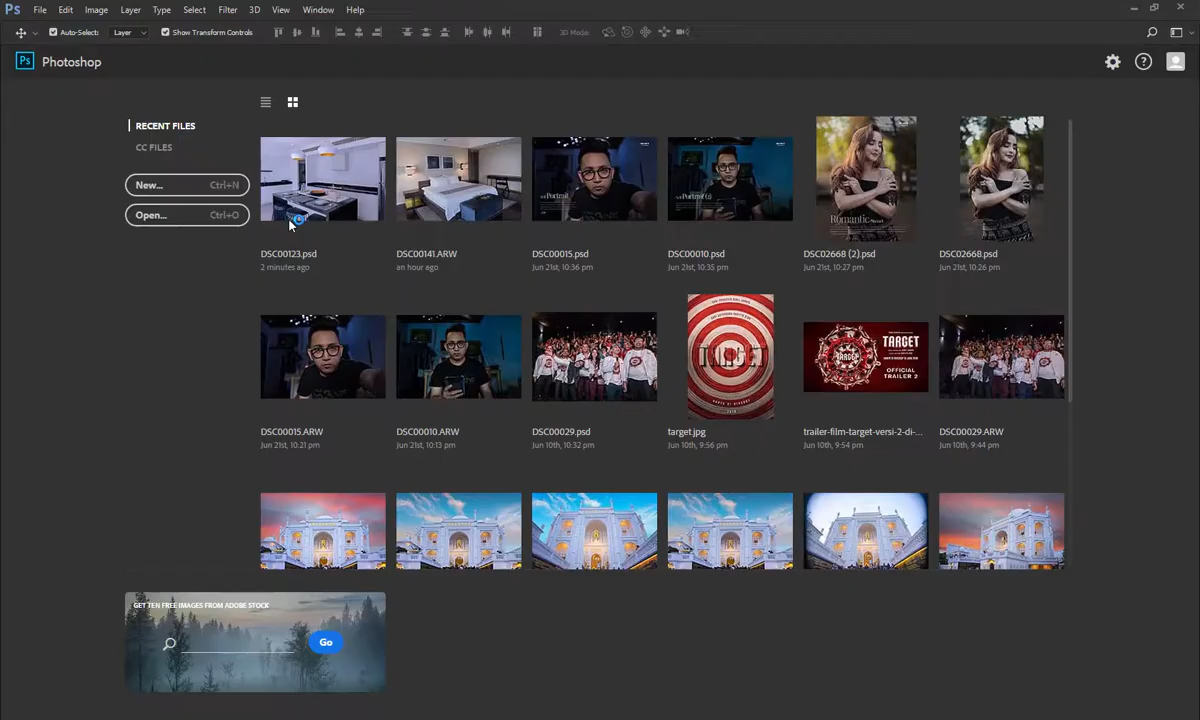 Ps File Edit Image Layer Type Select Filter 3D View Window Help
Auto-Select: Layer Show Transform Controls 3D Mode:
Ps Photoshop
RECENT FILES
CC FILES
New... Ctrl+N
Open... Ctrl+O
DSC00123.psd DSC00141.ARW DSC00015.psd DSC00010.psd DSC02668 (2).psd DSC02668.psd
2 minutes ago an hour ago Jun 21st, 10:36 pm Jun 21st, 10:35 pm Jun 21st, 10:27 pm Jun 21st, 10:26 pm
Portrait
Portrait
Romantic
TARGET
TARGET
OFFICIAL
TRAILER 2
DSC00015.ARW DSC00010.ARW DSC00029.psd target.jpg trailer-film-target-versi-2-di-... DSC00029.ARW
Jun 21st, 10:21 pm Jun 21st, 10:13 pm Jun 10th, 10:32 pm Jun 10th, 9:56 pm Jun 10th, 9:54 pm Jun 10th, 9:44 pm
GET TEN FREE IMAGES FROM ADOBE STOCK
Go